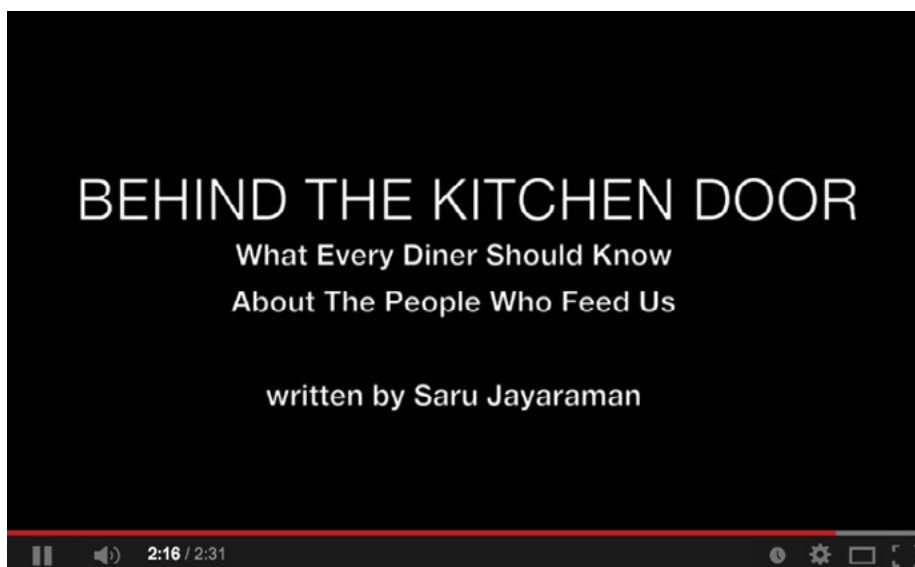 BEHIND THE KITCHEN DOOR
What Every Diner Should Know
About The People Who Feed Us
written by Saru Jayaraman
2:16 / 2:31